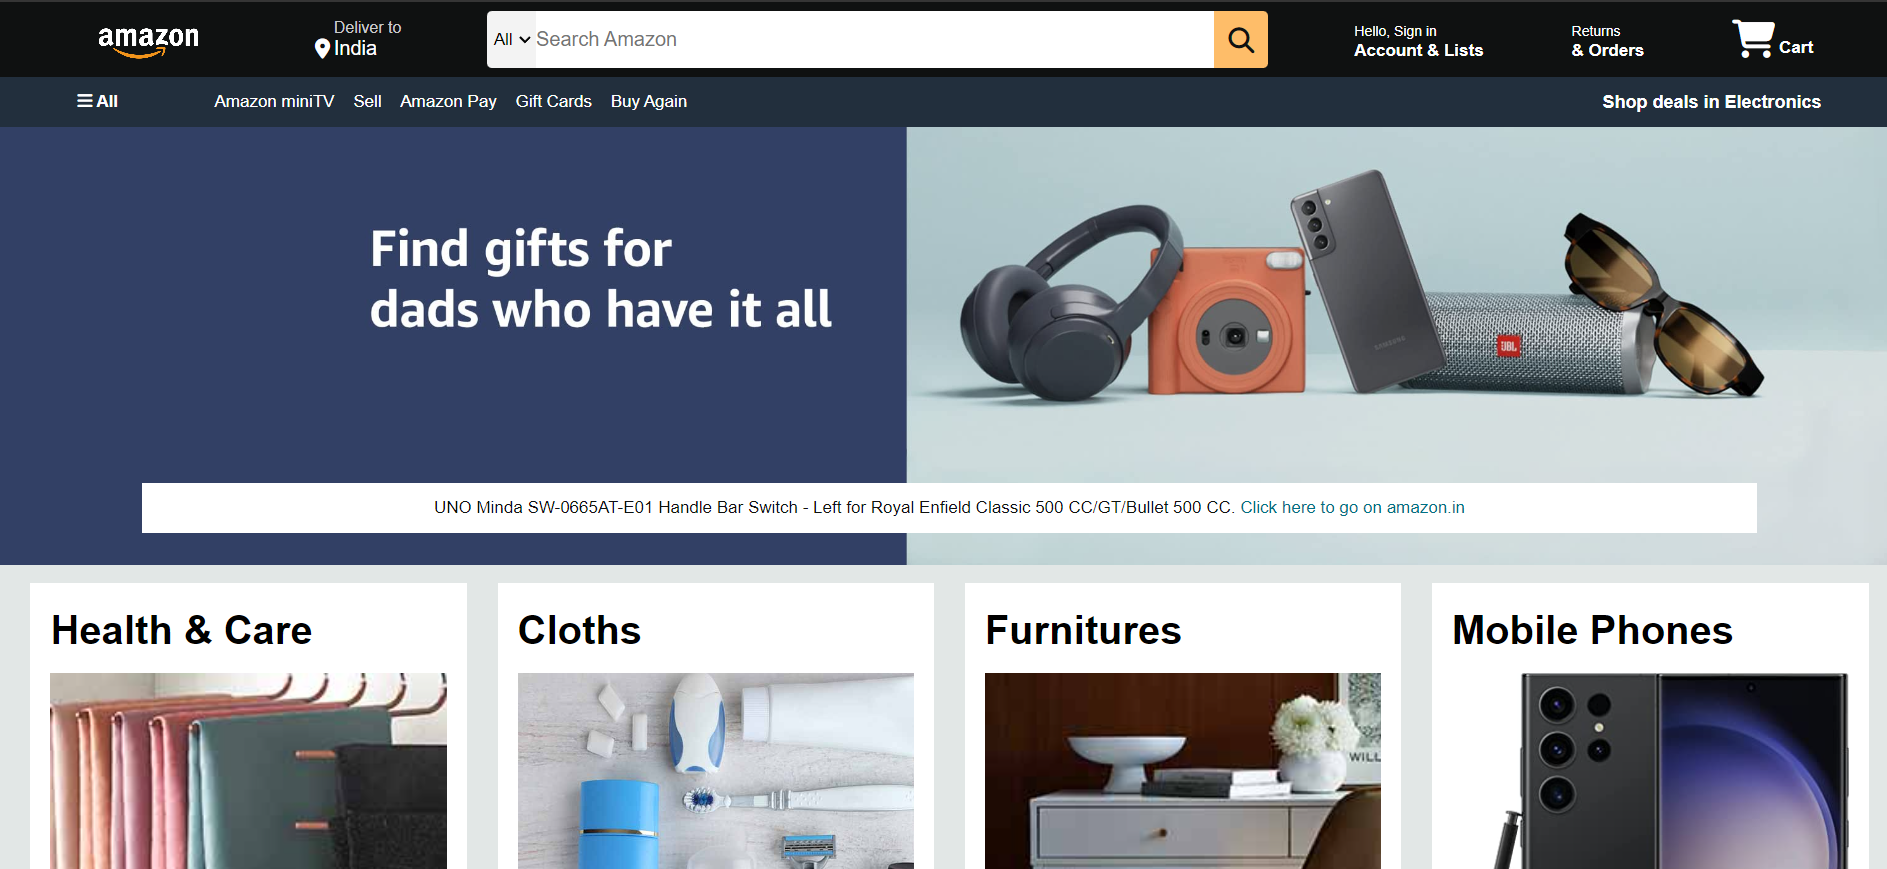 amazon
Deliver to
India
All
Search Amazon
Hello, Sign in
Account & Lists
Returns
& Orders
Cart
All
Amazon miniTV
Sell
Amazon Pay
Gift Cards
Buy Again
Shop deals in Electronics
Find gifts for
dads who have it all
SAMSUNG
JBL
UNO Minda SW-0665AT-E01 Handle Bar Switch - Left for Royal Enfield Classic 500 CC/GT/Bullet 500 CC. Click here to go on amazon.in
Health & Care
Cloths
Furnitures
Mobile Phones
WILL